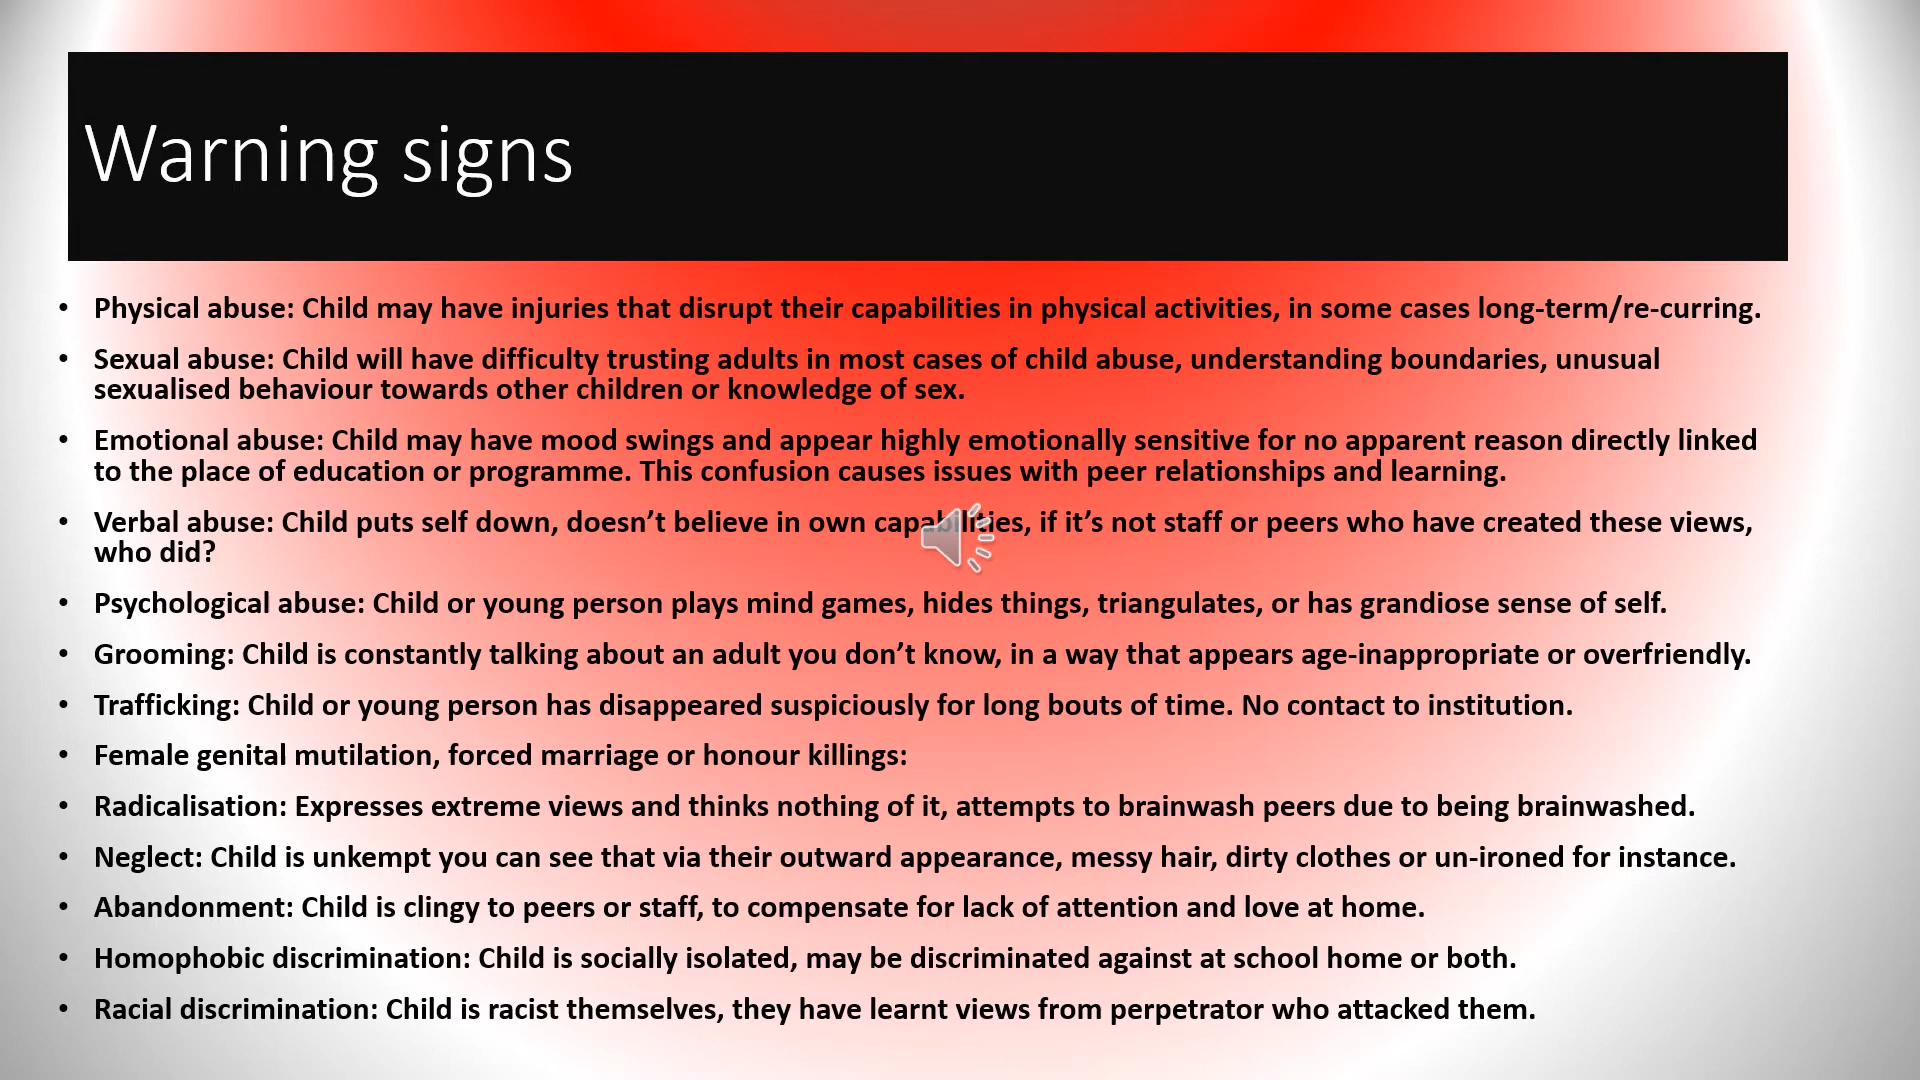 Warning signs
• Physical abuse: Child may have injuries that disrupt their capabilities in physical activities, in some cases long-term/re-curring.
• Sexual abuse: Child will have difficulty trusting adults in most cases of child abuse, understanding boundaries, unusual
sexualised behaviour towards other children or knowledge of sex.
• Emotional abuse: Child may have mood swings and appear highly emotionally sensitive for no apparent reason directly linked
to the place of education or programme. This confusion causes issues with peer relationships and learning.
• Verbal abuse: Child puts self down, doesn’t believe in own capabilities, if it’s not staff or peers who have created these views,
who did?
• Psychological abuse: Child or young person plays mind games, hides things, triangulates, or has grandiose sense of self.
• Grooming: Child is constantly talking about an adult you don’t know, in a way that appears age-inappropriate or overfriendly.
• Trafficking: Child or young person has disappeared suspiciously for long bouts of time. No contact to institution.
• Female genital mutilation, forced marriage or honour killings:
• Radicalisation: Expresses extreme views and thinks nothing of it, attempts to brainwash peers due to being brainwashed.
• Neglect: Child is unkempt you can see that via their outward appearance, messy hair, dirty clothes or un-ironed for instance.
• Abandonment: Child is clingy to peers or staff, to compensate for lack of attention and love at home.
• Homophobic discrimination: Child is socially isolated, may be discriminated against at school home or both.
• Racial discrimination: Child is racist themselves, they have learnt views from perpetrator who attacked them.